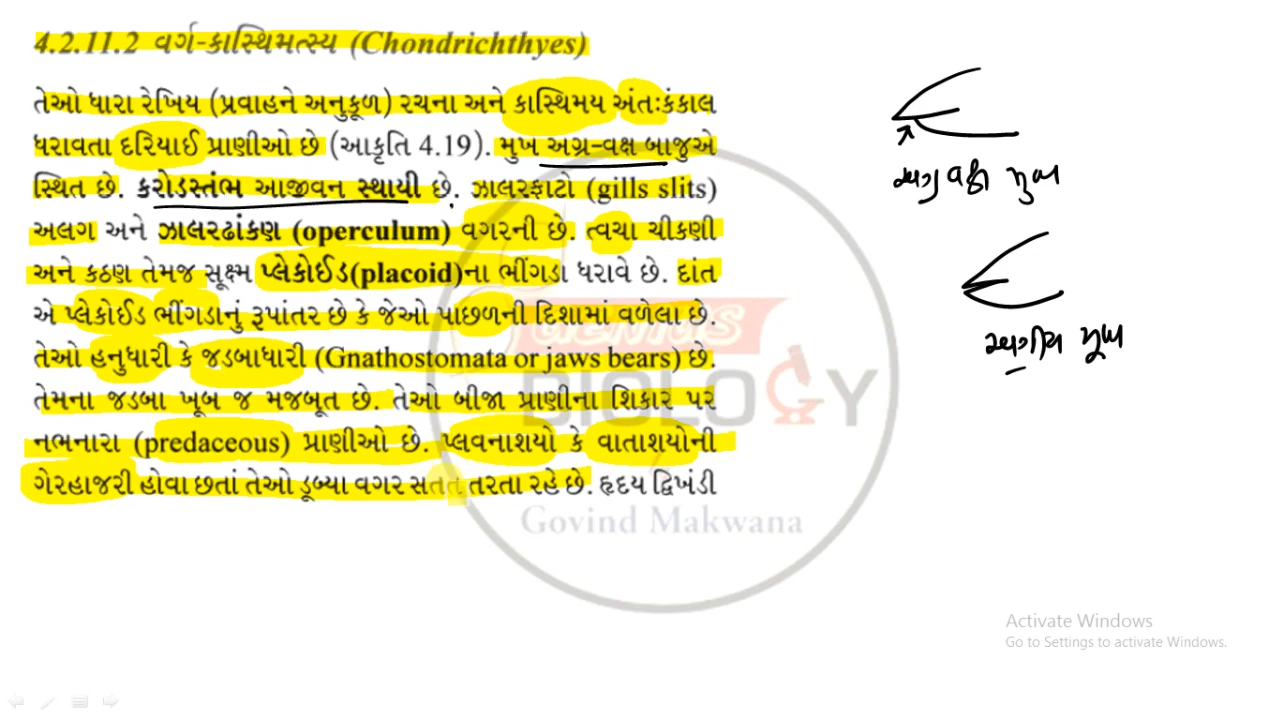 4.2.11.2 વર્ગ-કાસ્થિમત્સ્ય (Chondrichthyes)
તેઓ ધારા રેખિય (પ્રવાહને અનુકૂળ) રચના અને કાસ્થિમય અંતઃકંકાલ
ધરાવતા દરિયાઈ પ્રાણીઓ છે (આકૃતિ 4.19). મુખ અગ્ર-વક્ષ બાજુએ
સ્થિત છે. કરોડસ્તંભ આજીવન સ્થાયી છે. ઝાલરફાટો (gills slits)
અલગ અને ઝાલરઢાંકણ (operculum) વગરની છે. ત્વચા ચીકણી
અને કઠણ તેમજ સૂક્ષ્મ પ્લેકોઈડ(placoid)ના ભીંગડા ધરાવે છે. દાંત
એ પ્લેકોઈડ ભીંગડાનું રૂપાંતર છે કે જેઓ પાછળની દિશામાં વળેલા છે.
તેઓ હનુધારી કે જડબાધારી (Gnathostomata or jaws bears) છે.
તેમના જડબા ખૂબ જ મજબૂત છે. તેઓ બીજા પ્રાણીના શિકાર પર
નભનારા (predaceous) પ્રાણીઓ છે. પ્લવનાશયો કે વાતાશયોની
ગેરહાજરી હોવા છતાં તેઓ ડૂબ્યા વગર સતત તરતા રહે છે. હૃદય દ્વિખંડી
GENIUS
BIOLOGY
Govind Makwana
અગ્ર વક્ષી મુખ
અગ્રીય મુખ
Activate Windows
Go to Settings to activate Windows.